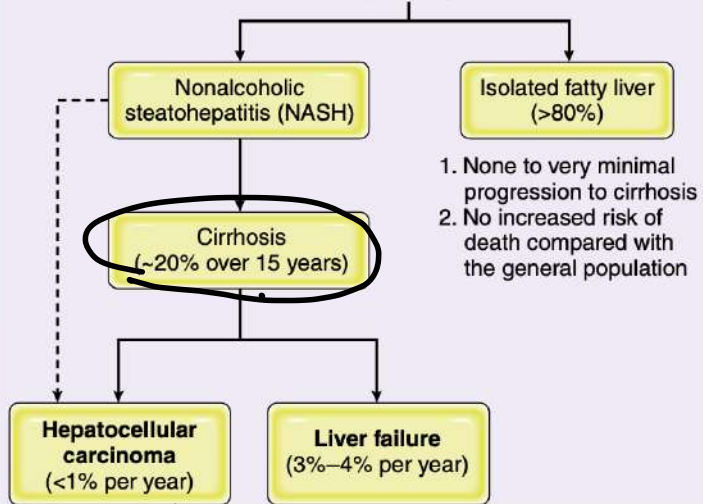 Nonalcoholic
steatohepatitis (NASH)
Isolated fatty liver
(>80%)
1. None to very minimal
progression to cirrhosis
2. No increased risk of
death compared with
the general population
Cirrhosis
(~20% over 15 years)
Hepatocellular
carcinoma
(<1% per year)
Liver failure
(3%–4% per year)